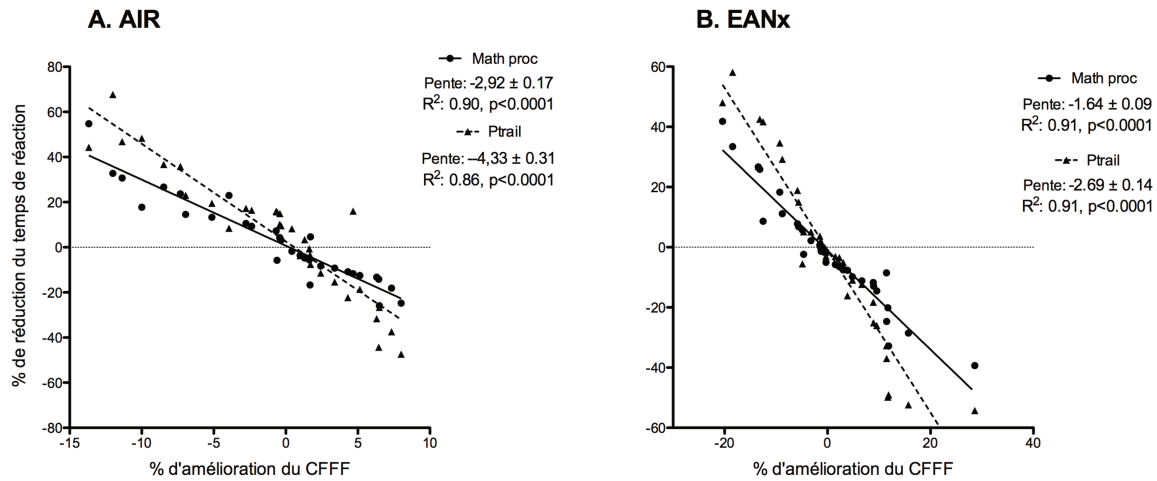 A. AIR
Math proc
Pente: -2,92 ± 0.17
R²: 0.90, p<0.0001
Ptrail
Pente: –4,33 ± 0.31
R²: 0.86, p<0.0001
% de réduction du temps de réaction
80
60
40
20
0
-20
-40
-60
-80
-15
-10
-5
0
5
10
% d'amélioration du CFFF
B. EANx
Math proc
Pente: -1.64 ± 0.09
R²: 0.91, p<0.0001
Ptrail
Pente: -2.69 ± 0.14
R²: 0.91, p<0.0001
60
40
20
0
-20
-40
-60
-20
0
20
40
% d'amélioration du CFFF